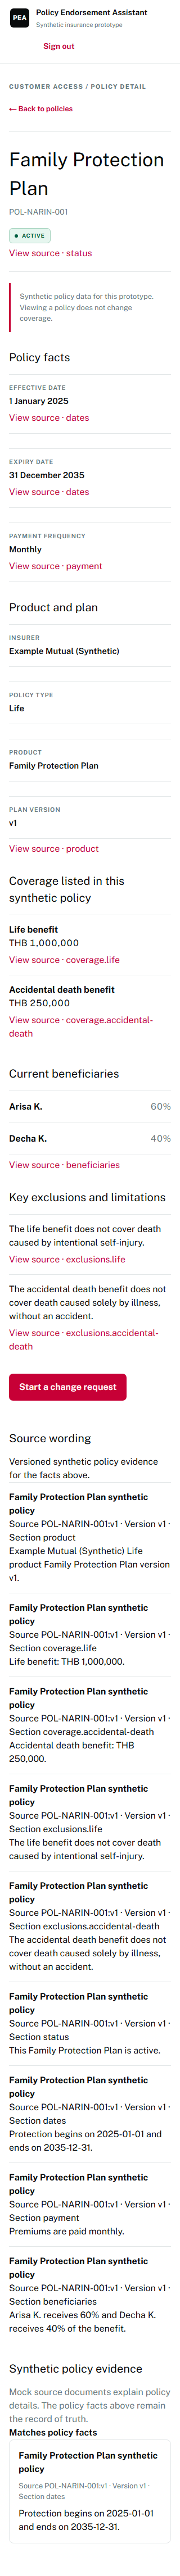 PEA
Policy Endorsement Assistant
Synthetic insurance prototype
Sign out
CUSTOMER ACCESS / POLICY DETAIL
← Back to policies
Family Protection
Plan
POL-NARIN-001
ACTIVE
View source · status
Synthetic policy data for this prototype.
Viewing a policy does not change
coverage.
Policy facts
EFFECTIVE DATE
1 January 2025
View source · dates
EXPIRY DATE
31 December 2035
View source · dates
PAYMENT FREQUENCY
Monthly
View source · payment
Product and plan
INSURER
Example Mutual (Synthetic)
POLICY TYPE
Life
PRODUCT
Family Protection Plan
PLAN VERSION
v1
View source · product
Coverage listed in this
synthetic policy
Life benefit
THB 1,000,000
View source · coverage.life
Accidental death benefit
THB 250,000
View source · coverage.accidental-
death
Current beneficiaries
Arisa K. 60%
Decha K. 40%
View source · beneficiaries
Key exclusions and limitations
The life benefit does not cover death
caused by intentional self-injury.
View source · exclusions.life
The accidental death benefit does not
cover death caused solely by illness,
without an accident.
View source · exclusions.accidental-
death
Start a change request
Source wording
Versioned synthetic policy evidence
for the facts above.
Family Protection Plan synthetic
policy
Source POL-NARIN-001:v1 · Version v1 ·
Section product
Example Mutual (Synthetic) Life
product Family Protection Plan version
v1.
Family Protection Plan synthetic
policy
Source POL-NARIN-001:v1 · Version v1 ·
Section coverage.life
Life benefit: THB 1,000,000.
Family Protection Plan synthetic
policy
Source POL-NARIN-001:v1 · Version v1 ·
Section coverage.accidental-death
Accidental death benefit: THB
250,000.
Family Protection Plan synthetic
policy
Source POL-NARIN-001:v1 · Version v1 ·
Section exclusions.life
The life benefit does not cover death
caused by intentional self-injury.
Family Protection Plan synthetic
policy
Source POL-NARIN-001:v1 · Version v1 ·
Section exclusions.accidental-death
The accidental death benefit does not
cover death caused solely by illness,
without an accident.
Family Protection Plan synthetic
policy
Source POL-NARIN-001:v1 · Version v1 ·
Section status
This Family Protection Plan is active.
Family Protection Plan synthetic
policy
Source POL-NARIN-001:v1 · Version v1 ·
Section dates
Protection begins on 2025-01-01 and
ends on 2035-12-31.
Family Protection Plan synthetic
policy
Source POL-NARIN-001:v1 · Version v1 ·
Section payment
Premiums are paid monthly.
Family Protection Plan synthetic
policy
Source POL-NARIN-001:v1 · Version v1 ·
Section beneficiaries
Arisa K. receives 60% and Decha K.
receives 40% of the benefit.
Synthetic policy evidence
Mock source documents explain policy
details. The policy facts above remain
the record of truth.
Matches policy facts
Family Protection Plan synthetic
policy
Source POL-NARIN-001:v1 · Version v1 ·
Section dates
Protection begins on 2025-01-01
and ends on 2035-12-31.